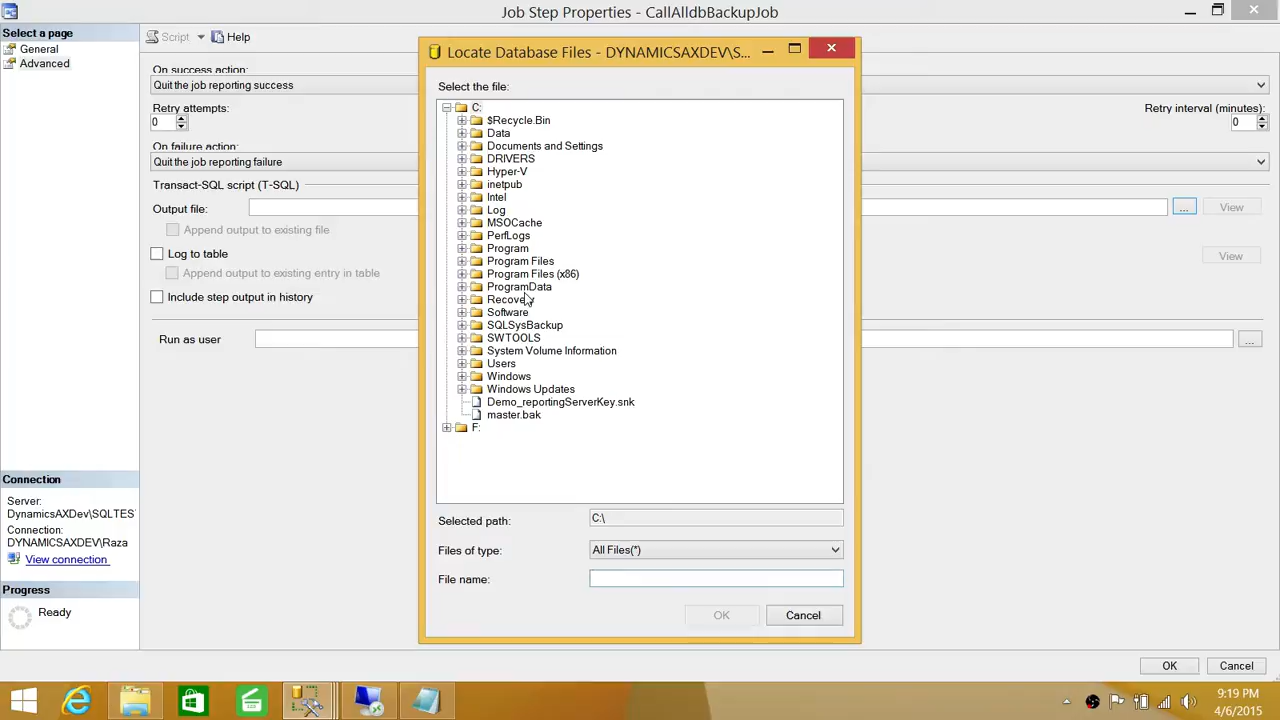 Job Step Properties - CallAlldbBackupJob
Select a page
General
Advanced
Script
Help
On success action:
Quit the job reporting success
Retry attempts:
0
Retry interval (minutes):
0
On failure action:
Quit the job reporting failure
Transact-SQL script (T-SQL)
Output file:
...
View
Append output to existing file
Log to table
View
Append output to existing entry in table
Include step output in history
Run as user
...
Locate Database Files - DYNAMICSAXDEV\S...
Select the file:
C:
$Recycle.Bin
Data
Documents and Settings
DRIVERS
Hyper-V
inetpub
Intel
Log
MSOCache
PerfLogs
Program
Program Files
Program Files (x86)
ProgramData
Recovery
Software
SQLSysBackup
SWTOOLS
System Volume Information
Users
Windows
Windows Updates
Demo_reportingServerKey.snk
master.bak
F:
Selected path:
C:\
Files of type:
All Files(*)
File name:
OK
Cancel
Connection
Server:
DynamicsAXDev\SQLTEST
Connection:
DYNAMICSAXDEV\Raza
View connection
Progress
Ready
OK
Cancel
9:19 PM
4/6/2015